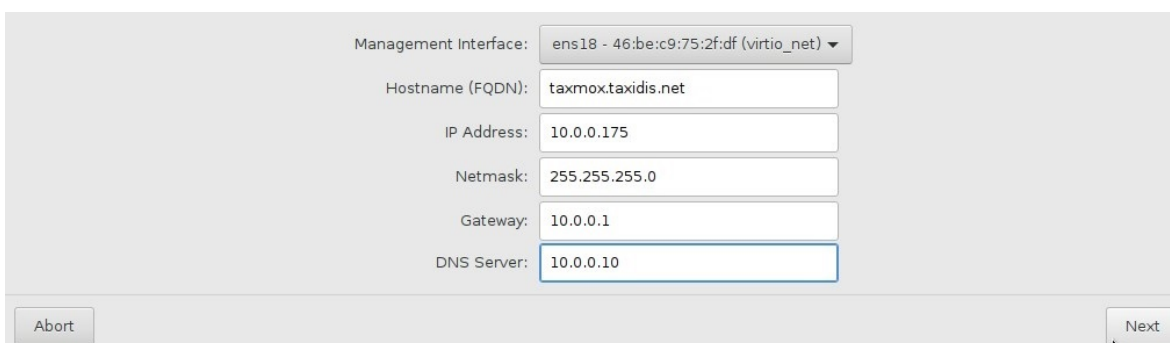 Management Interface: ens18 - 46:be:c9:75:2f:df (virtio_net)
Hostname (FQDN): taxmox.taxidis.net
IP Address: 10.0.0.175
Netmask: 255.255.255.0
Gateway: 10.0.0.1
DNS Server: 10.0.0.10
Abort Next